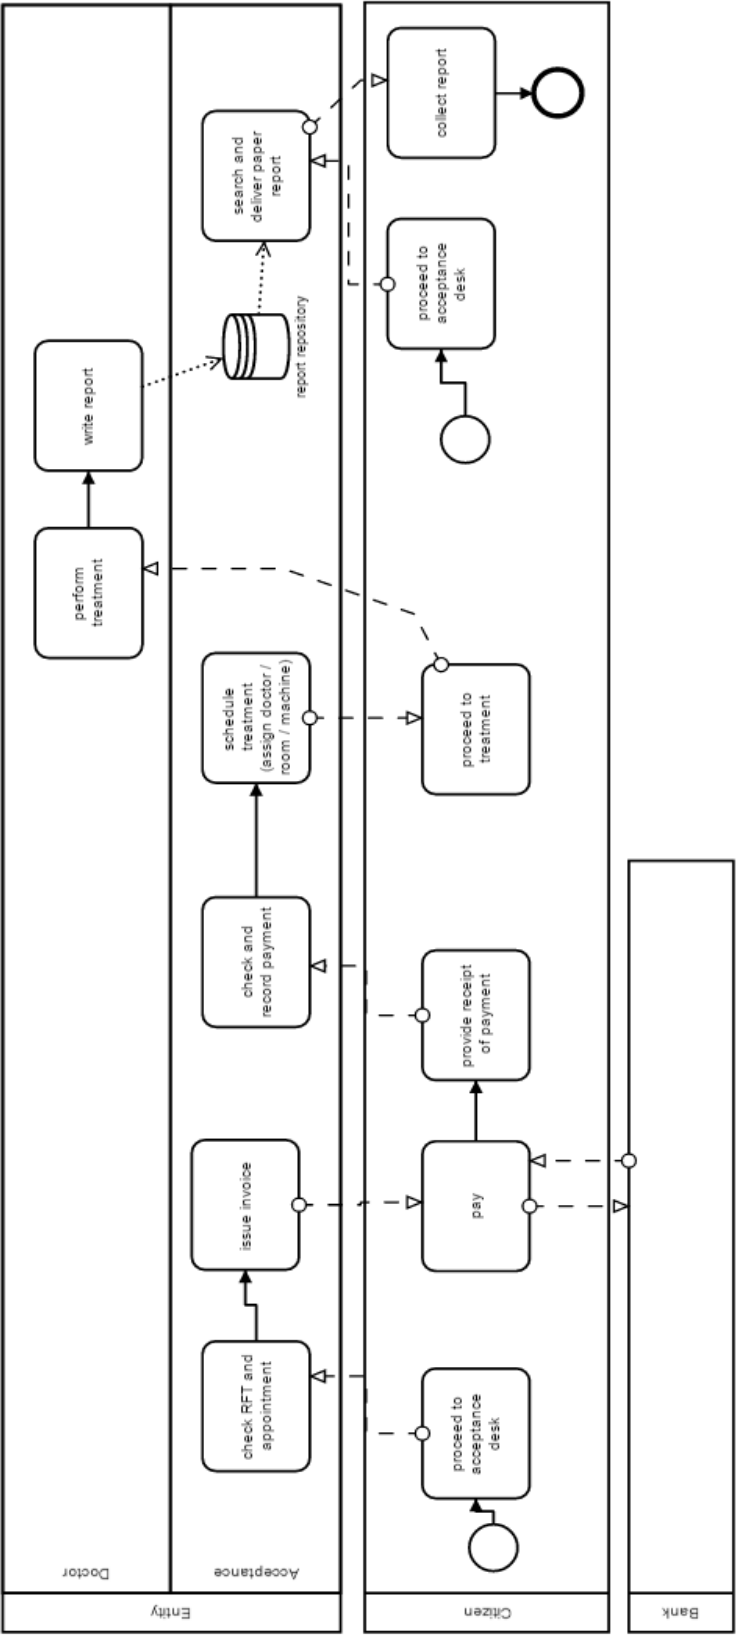 Entity
Doctor
perform
treatment
write report
Acceptance
check RFT and
appointment
issue invoice
check and
record payment
schedule
treatment
(assign doctor /
room / machine)
report repository
search and
deliver paper
report
Citizen
proceed to
acceptance
desk
pay
provide receipt
of payment
proceed to
treatment
proceed to
acceptance
desk
collect report
Bank